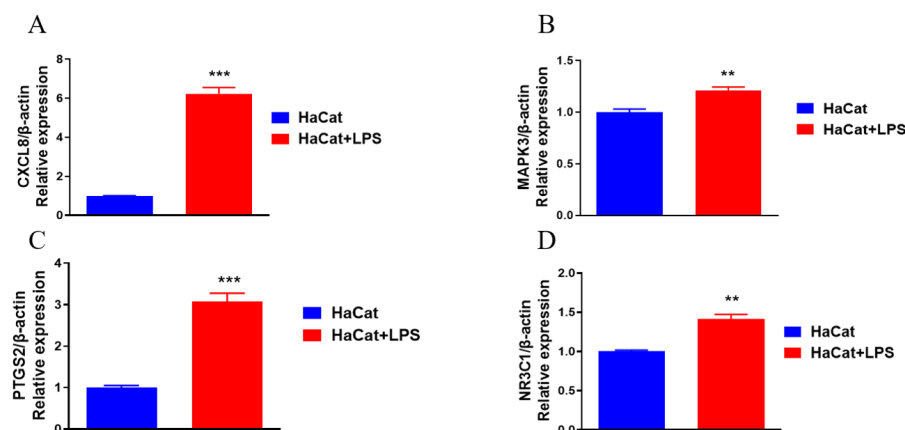 A
CXCL8/β-actin
Relative expression
8
6
4
2
0
***
HaCat
HaCat+LPS
B
MAPK3/β-actin
Relative expression
1.5
1.0
0.5
0.0
**
HaCat
HaCat+LPS
C
PTGS2/β-actin
Relative expression
4
3
2
1
0
***
HaCat
HaCat+LPS
D
NR3C1/β-actin
Relative expression
2.0
1.5
1.0
0.5
0.0
**
HaCat
HaCat+LPS